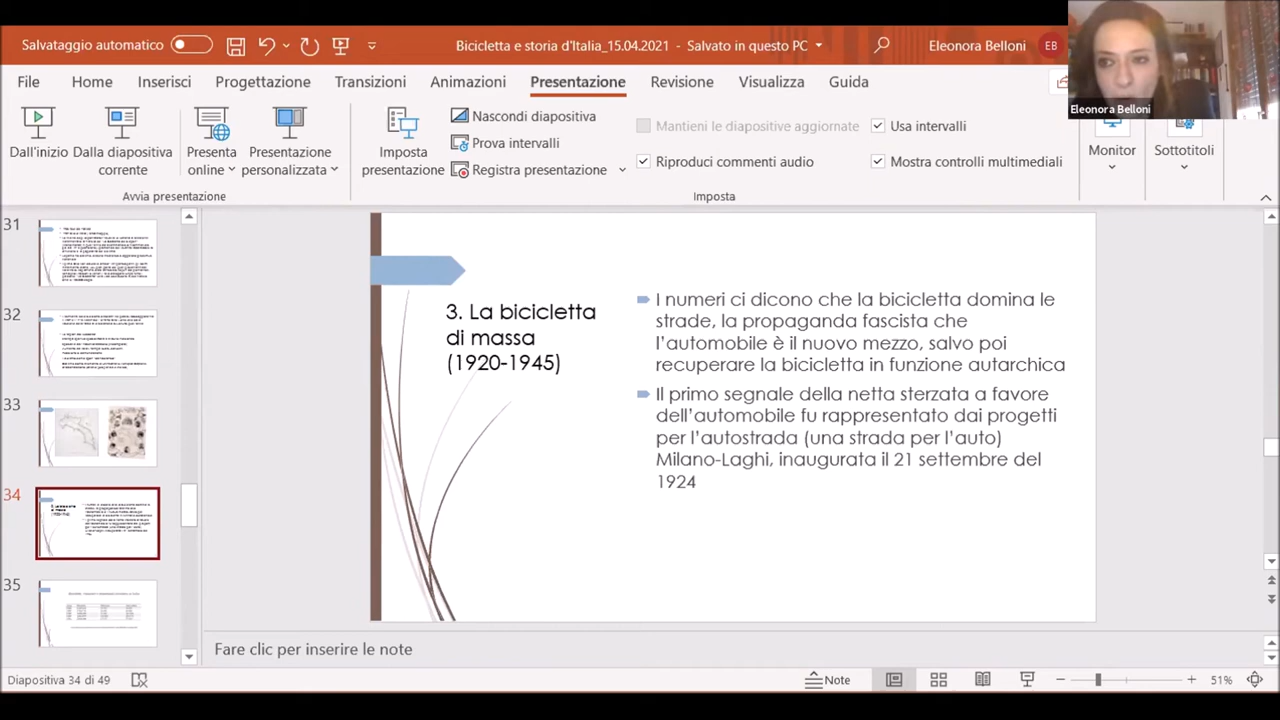 Salvataggio automatico
Bicicletta e storia d'Italia_15.04.2021 - Salvato in questo PC
Eleonora Belloni
EB
Eleonora Belloni
File
Home
Inserisci
Progettazione
Transizioni
Animazioni
Presentazione
Revisione
Visualizza
Guida
Dall'inizio
Dalla diapositiva
corrente
Presenta
online
Presentazione
personalizzata
Avvia presentazione
Imposta
presentazione
Nascondi diapositiva
Prova intervalli
Registra presentazione
Mantieni le diapositive aggiornate
Riproduci commenti audio
Usa intervalli
Mostra controlli multimediali
Imposta
Monitor
Sottotitoli
31
32
33
34
35
3. La bicicletta
di massa
(1920-1945)
I numeri ci dicono che la bicicletta domina le
strade, la propaganda fascista che
l'automobile è il nuovo mezzo, salvo poi
recuperare la bicicletta in funzione autarchica
Il primo segnale della netta sterzata a favore
dell'automobile fu rappresentato dai progetti
per l'autostrada (una strada per l'auto)
Milano-Laghi, inaugurata il 21 settembre del
1924
Fare clic per inserire le note
Diapositiva 34 di 49
Note
51%